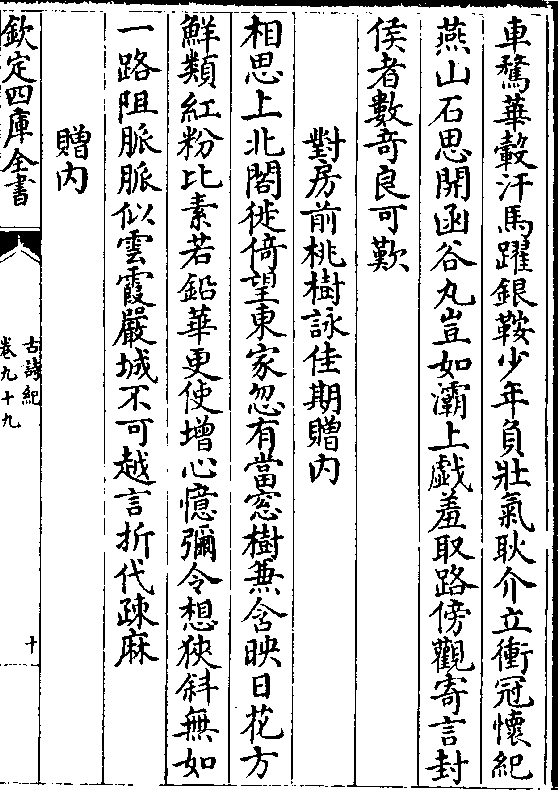 車騖華轂汗馬躍銀鞍少年負壯氣耿介立衝冠懷紀
燕山石思開函谷丸豈如灞上戲羞取路傍觀寄言封
侯者數奇良可歎
對房前桃樹詠佳期贈内
相思上北閣徙倚望東家忽有當窓樹兼含映日花方
鮮類紅粉比素若鉛華更使增心憶彌令想狹斜無如
一路阻脈脈似雲霞嚴城不可越言折代疎麻
贈内
欽定四庫全書
古詩紀
卷九十九
十